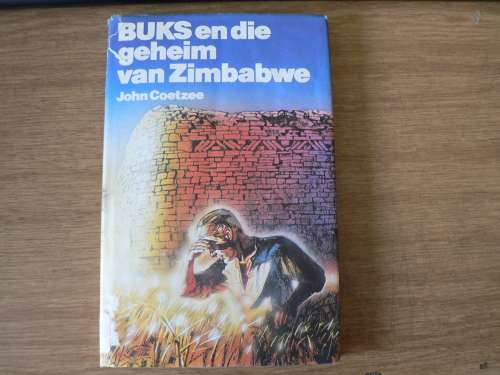 BUKS en die
geheim
van Zimbabwe
John Coetzee